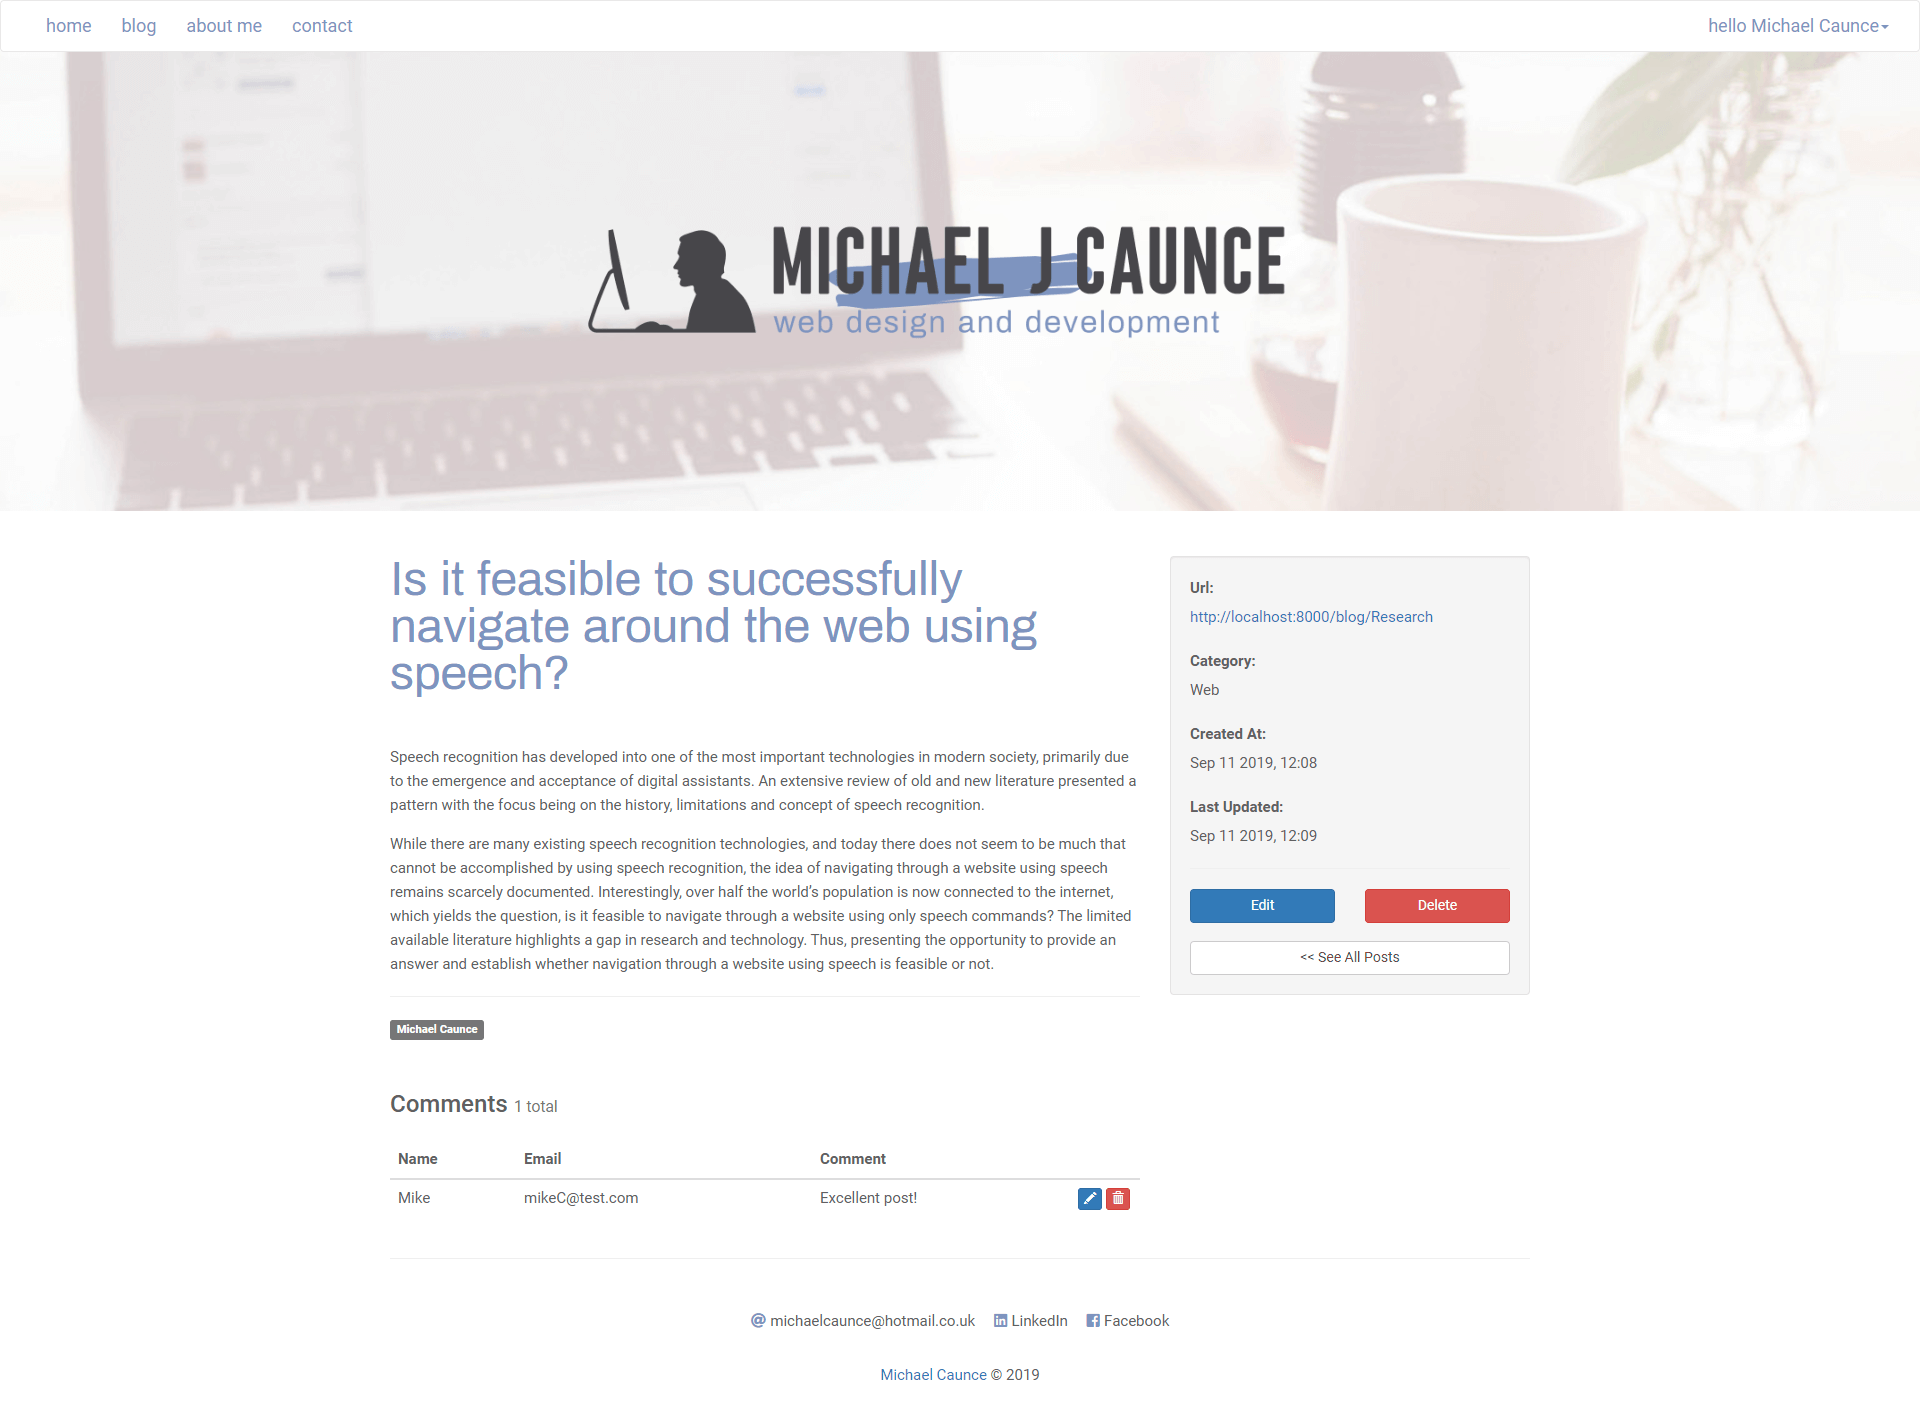 home blog about me contact hello Michael Caunce
MICHAEL J CAUNCE
web design and development
Is it feasible to successfully
navigate around the web using
speech?
Speech recognition has developed into one of the most important technologies in modern society, primarily due
to the emergence and acceptance of digital assistants. An extensive review of old and new literature presented a
pattern with the focus being on the history, limitations and concept of speech recognition.
While there are many existing speech recognition technologies, and today there does not seem to be much that
cannot be accomplished by using speech recognition, the idea of navigating through a website using speech
remains scarcely documented. Interestingly, over half the world’s population is now connected to the internet,
which yields the question, is it feasible to navigate through a website using only speech commands? The limited
available literature highlights a gap in research and technology. Thus, presenting the opportunity to provide an
answer and establish whether navigation through a website using speech is feasible or not.
Michael Caunce
Url:
http://localhost:8000/blog/Research
Category:
Web
Created At:
Sep 11 2019, 12:08
Last Updated:
Sep 11 2019, 12:09
Edit Delete
<< See All Posts
Comments 1 total
Name Email Comment
Mike mikeC@test.com Excellent post!
michaelcaunce@hotmail.co.uk LinkedIn Facebook
Michael Caunce © 2019